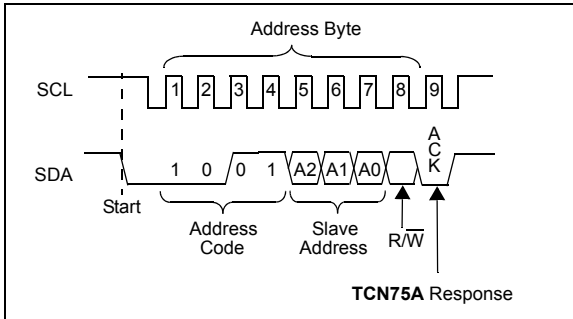 Address Byte
SCL 1 2 3 4 5 6 7 8 9
ACK
SDA 1 0 0 1 A2 A1 A0
Start
Address Slave
Code Address
R/W̅
TCN75A Response